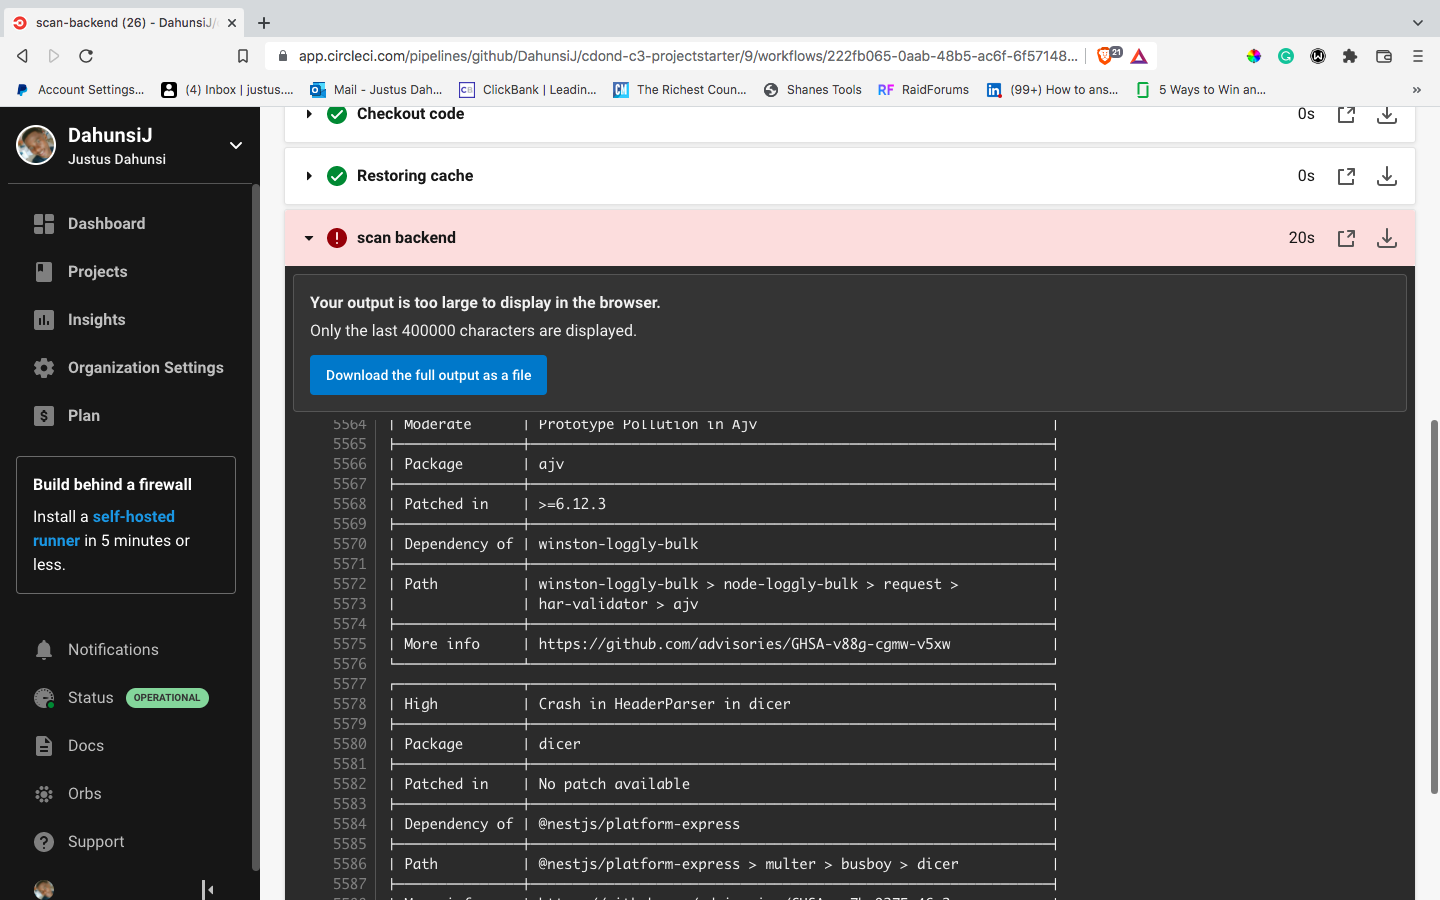 scan-backend (26) - DahunsiJ/
app.circleci.com/pipelines/github/DahunsiJ/cdond-c3-projectstarter/9/workflows/222fb065-0aab-48b5-ac6f-6f57148...
21
Account Settings...
(4) Inbox | justus....
Mail - Justus Dah...
CB ClickBank | Leadin...
CM The Richest Coun...
Shanes Tools
RF RaidForums
in (99+) How to ans...
5 Ways to Win an...
»
DahunsiJ
Justus Dahunsi
Dashboard
Projects
Insights
Organization Settings
Plan
Build behind a firewall
Install a self-hosted
runner in 5 minutes or
less.
Notifications
Status OPERATIONAL
Docs
Orbs
Support
Checkout code 0s
Restoring cache 0s
scan backend 20s
Your output is too large to display in the browser.
Only the last 400000 characters are displayed.
Download the full output as a file
5564 | Moderate | Prototype Pollution in Ajv |
5565
5566 | Package | ajv |
5567
5568 | Patched in | >=6.12.3 |
5569
5570 | Dependency of | winston-loggly-bulk |
5571
5572 | Path | winston-loggly-bulk > node-loggly-bulk > request > |
5573 | | har-validator > ajv |
5574
5575 | More info | https://github.com/advisories/GHSA-v88g-cgmw-v5xw |
5576
5577
5578 | High | Crash in HeaderParser in dicer |
5579
5580 | Package | dicer |
5581
5582 | Patched in | No patch available |
5583
5584 | Dependency of | @nestjs/platform-express |
5585
5586 | Path | @nestjs/platform-express > multer > busboy > dicer |
5587